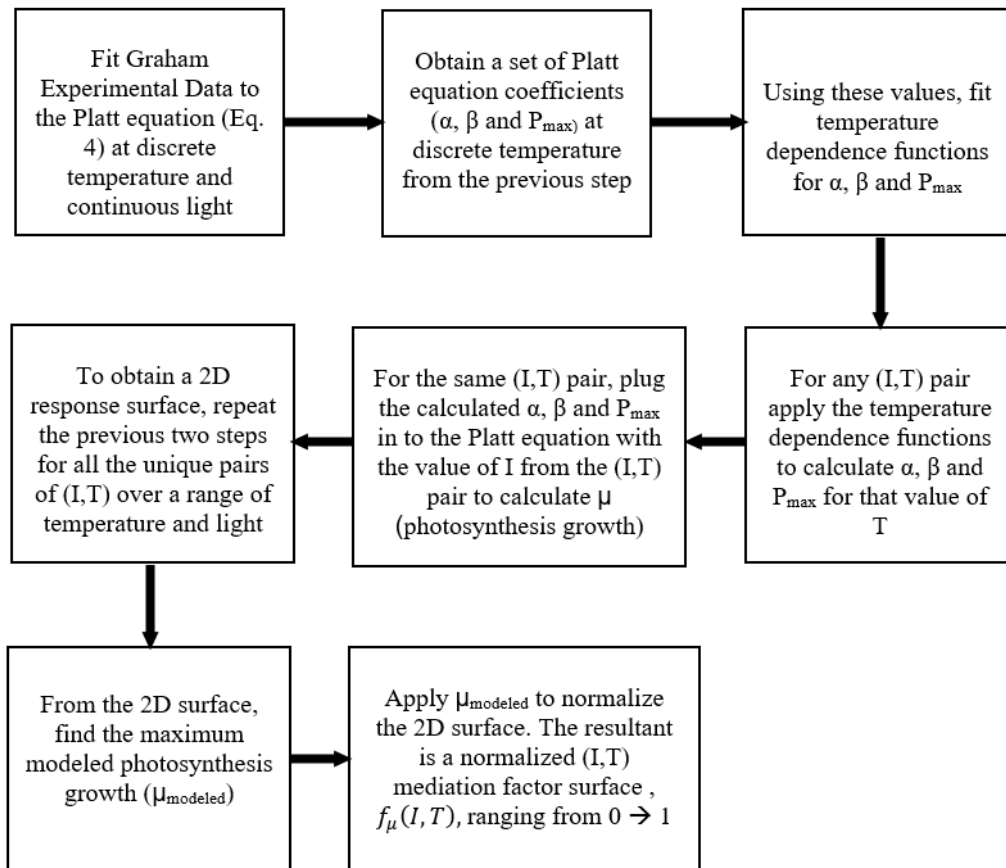 Fit Graham
Experimental Data to
the Platt equation (Eq.
4) at discrete
temperature and
continuous light
Obtain a set of Platt
equation coefficients
(α, β and Pmax) at
discrete temperature
from the previous step
Using these values, fit
temperature
dependence functions
for α, β and Pmax
For any (I,T) pair
apply the temperature
dependence functions
to calculate α, β and
Pmax for that value of
T
For the same (I,T) pair, plug
the calculated α, β and Pmax
in to the Platt equation with
the value of I from the (I,T)
pair to calculate μ
(photosynthesis growth)
To obtain a 2D
response surface, repeat
the previous two steps
for all the unique pairs
of (I,T) over a range of
temperature and light
From the 2D surface,
find the maximum
modeled photosynthesis
growth (μmodeled)
Apply μmodeled to normalize
the 2D surface. The resultant
is a normalized (I,T)
mediation factor surface ,
fμ(I, T), ranging from 0 → 1